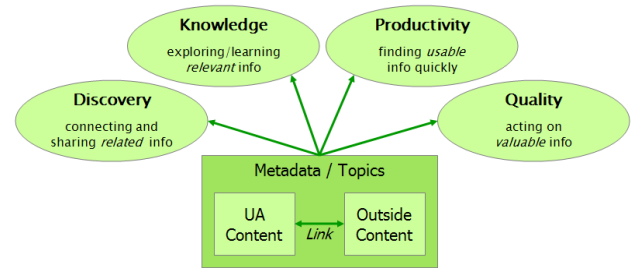 Knowledge
exploring/learning
relevant info
Productivity
finding usable
info quickly
Discovery
connecting and
sharing related info
Quality
acting on
valuable info
Metadata / Topics
UA
Content
Link
Outside
Content